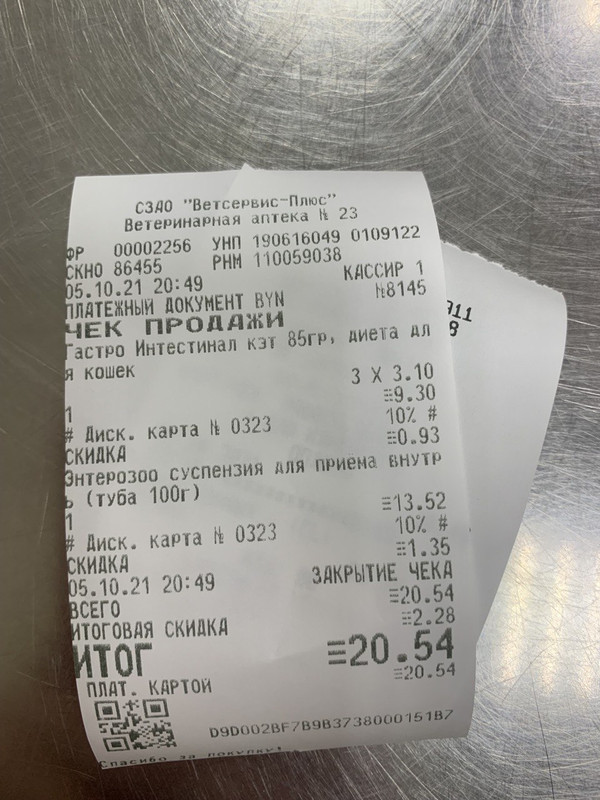 СЗАО "Ветсервис-Плюс"
Ветеринарная аптека № 23
ФР 00002256 УНП 190616049 0109122
СКНО 86455 РНМ 110059038
05.10.21 20:49 КАССИР 1
ПЛАТЕЖНЫЙ ДОКУМЕНТ BYN №8145
ЧЕК ПРОДАЖИ
Гастро Интестинал кэт 85гр, диета дл
я кошек
3 X 3.10
1 ≡9.30
# Диск. карта № 0323 10% #
СКИДКА ≡0.93
Энтерозоо суспензия для приема внутр
ь (туба 100г)
1 ≡13.52
# Диск. карта № 0323 10% #
СКИДКА ≡1.35
05.10.21 20:49 ЗАКРЫТИЕ ЧЕКА
ВСЕГО ≡20.54
ИТОГОВАЯ СКИДКА ≡2.28
ИТОГ ≡20.54
ПЛАТ. КАРТОЙ ≡20.54
D9D002BF7B9B3738000151B7
Спасибо за покупку!